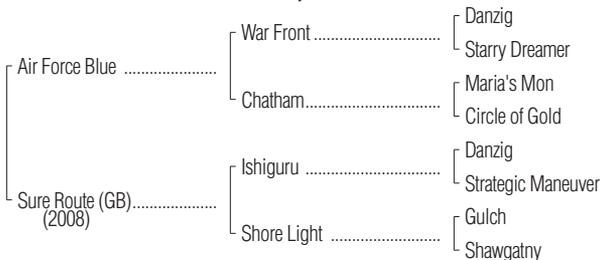 Danzig
War Front ..............................
Starry Dreamer
Air Force Blue ......................
Maria's Mon
Chatham................................
Circle of Gold
Danzig
Ishiguru ................................
Strategic Maneuver
Sure Route (GB)....................
(2008)
Gulch
Shore Light ..........................
Shawgatny